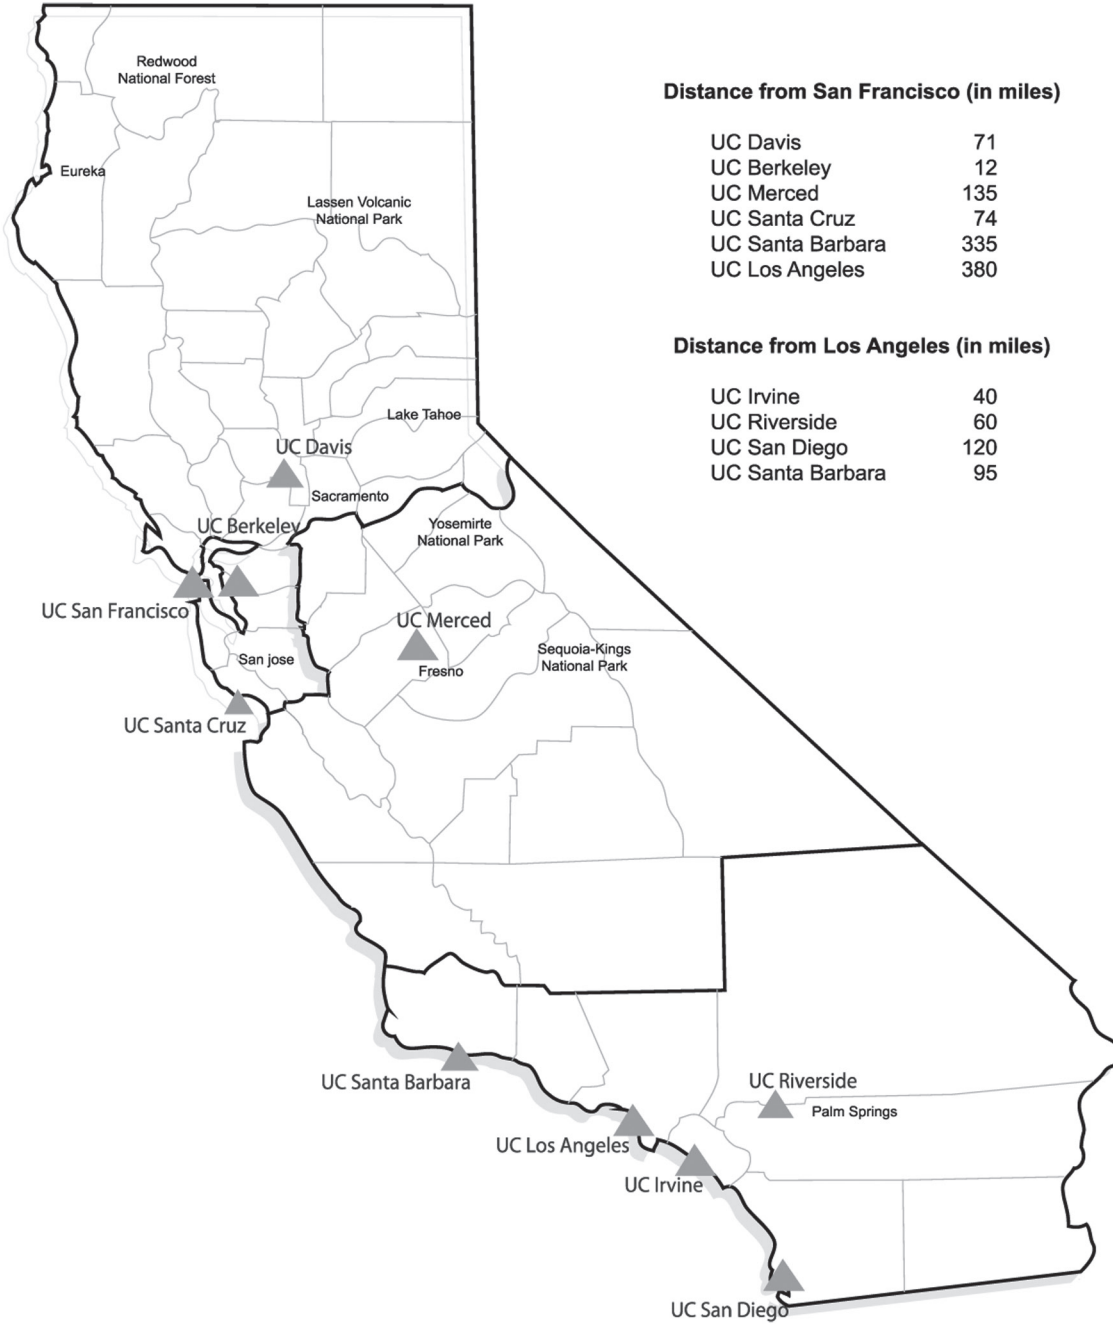 Redwood
National Forest
Eureka
Lassen Volcanic
National Park
Distance from San Francisco (in miles)
UC Davis 71
UC Berkeley 12
UC Merced 135
UC Santa Cruz 74
UC Santa Barbara 335
UC Los Angeles 380
Distance from Los Angeles (in miles)
UC Irvine 40
UC Riverside 60
UC San Diego 120
UC Santa Barbara 95
Lake Tahoe
UC Davis
Sacramento
UC Berkeley
Yosemirte
National Park
UC San Francisco
UC Merced
Fresno
Sequoia-Kings
National Park
San jose
UC Santa Cruz
UC Santa Barbara
UC Riverside
Palm Springs
UC Los Angeles
UC Irvine
UC San Diego